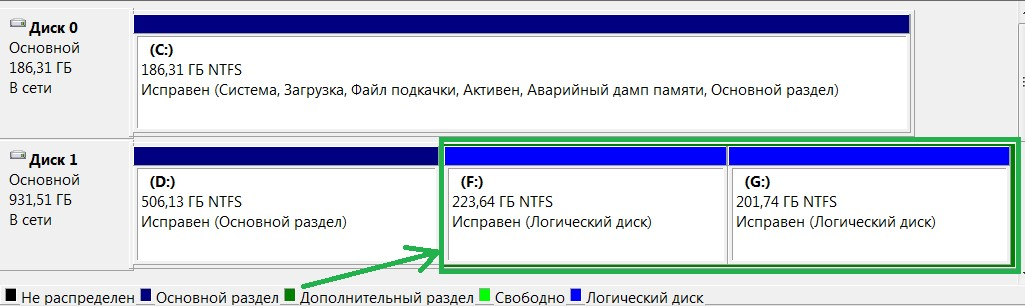 Диск 0
Основной
186,31 ГБ
В сети
(C:)
186,31 ГБ NTFS
Исправен (Система, Загрузка, Файл подкачки, Активен, Аварийный дамп памяти, Основной раздел)
Диск 1
Основной
931,51 ГБ
В сети
(D:)
506,13 ГБ NTFS
Исправен (Основной раздел)
(F:)
223,64 ГБ NTFS
Исправен (Логический диск)
(G:)
201,74 ГБ NTFS
Исправен (Логический диск)
Не распределен Основной раздел Дополнительный раздел Свободно Логический диск